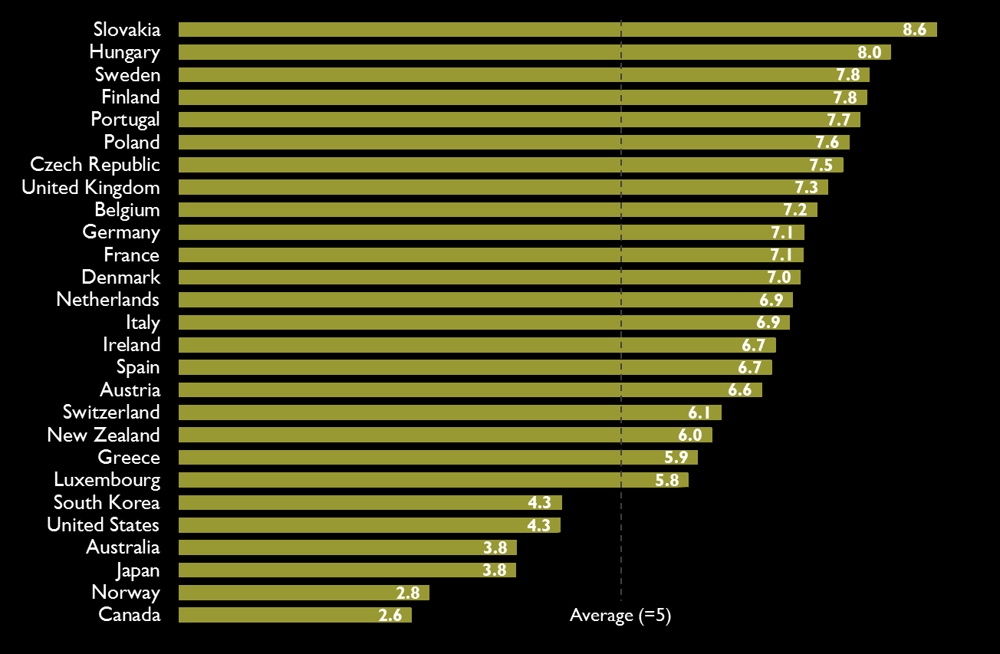 Slovakia 8.6
Hungary 8.0
Sweden 7.8
Finland 7.8
Portugal 7.7
Poland 7.6
Czech Republic 7.5
United Kingdom 7.3
Belgium 7.2
Germany 7.1
France 7.1
Denmark 7.0
Netherlands 6.9
Italy 6.9
Ireland 6.7
Spain 6.7
Austria 6.6
Switzerland 6.1
New Zealand 6.0
Greece 5.9
Luxembourg 5.8
South Korea 4.3
United States 4.3
Australia 3.8
Japan 3.8
Norway 2.8
Canada 2.6 Average (=5)